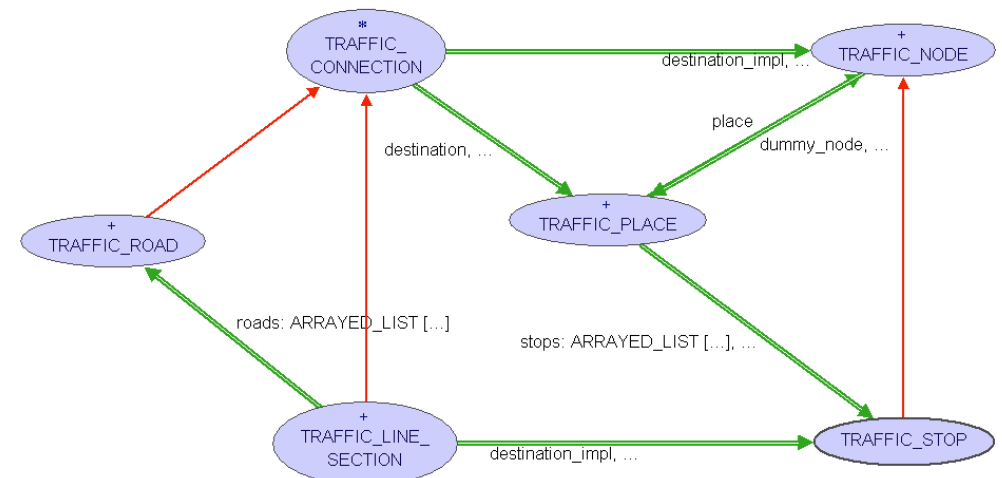 *
TRAFFIC_
CONNECTION
+
TRAFFIC_NODE
destination_impl, ...
place
dummy_node, ...
destination, ...
+
TRAFFIC_PLACE
+
TRAFFIC_ROAD
roads: ARRAYED_LIST [...]
stops: ARRAYED_LIST [...], ...
+
TRAFFIC_LINE_
SECTION
destination_impl, ...
TRAFFIC_STOP